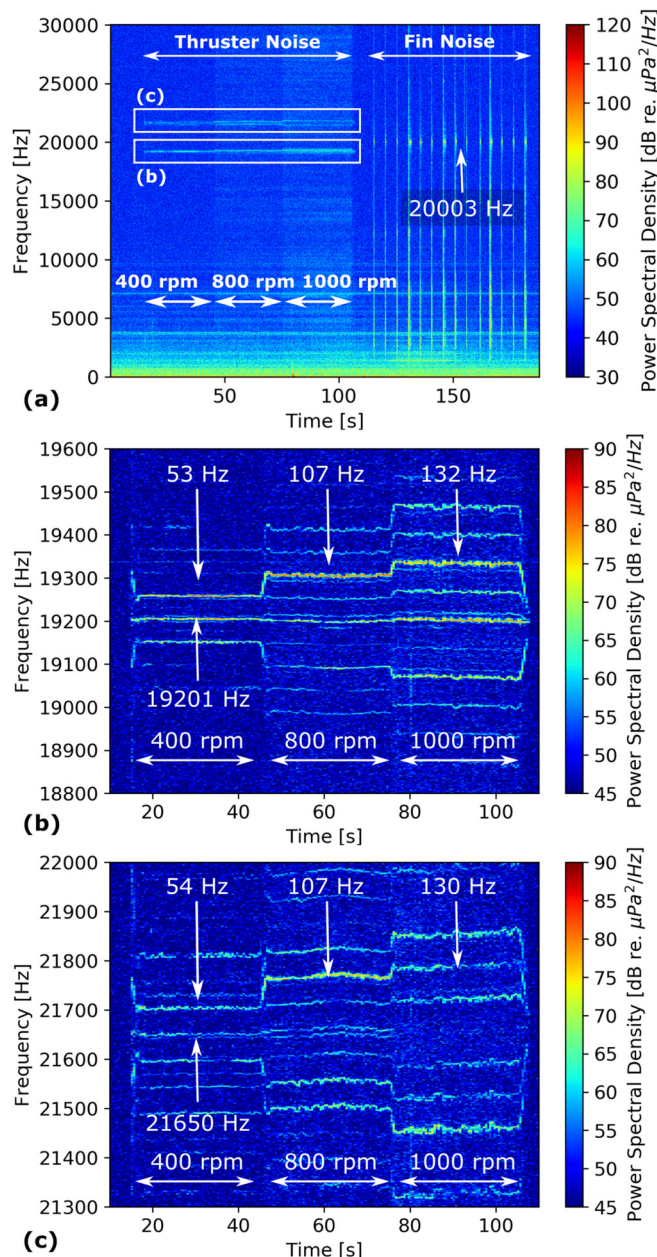 30000
25000
20000
15000
10000
5000
0
Frequency [Hz]
Thruster Noise
Fin Noise
(c)
(b)
20003 Hz
400 rpm
800 rpm
1000 rpm
50
100
150
Time [s]
(a)
120
110
100
90
80
70
60
50
40
30
Power Spectral Density [dB re. μPa²/Hz]
19600
19500
19400
19300
19200
19100
19000
18900
18800
Frequency [Hz]
53 Hz
107 Hz
132 Hz
19201 Hz
400 rpm
800 rpm
1000 rpm
20
40
60
80
100
Time [s]
(b)
90
85
80
75
70
65
60
55
50
45
Power Spectral Density [dB re. μPa²/Hz]
22000
21900
21800
21700
21600
21500
21400
21300
Frequency [Hz]
54 Hz
107 Hz
130 Hz
21650 Hz
400 rpm
800 rpm
1000 rpm
20
40
60
80
100
Time [s]
(c)
90
85
80
75
70
65
60
55
50
45
Power Spectral Density [dB re. μPa²/Hz]